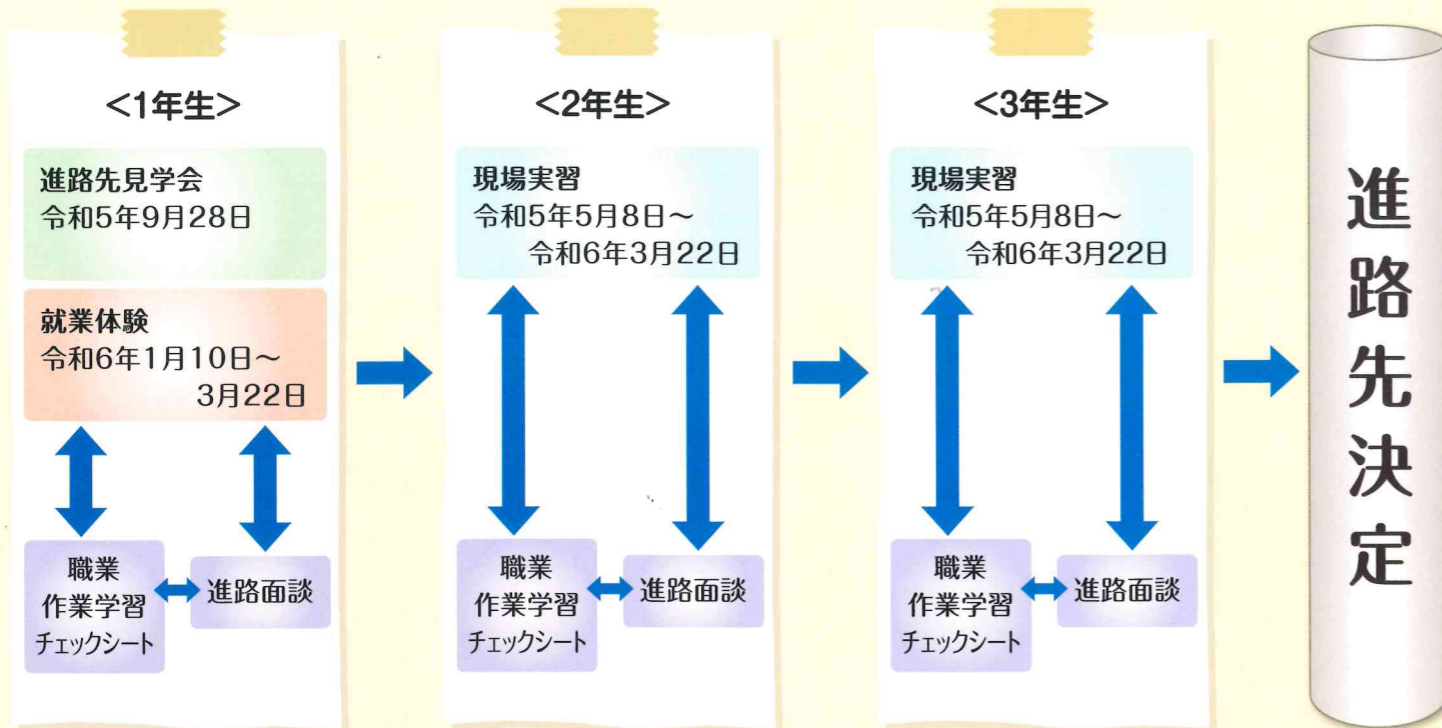 <1年生>
進路先見学会
令和5年9月28日
就業体験
令和6年1月10日～
3月22日
職業
作業学習
チェックシート
進路面談
<2年生>
現場実習
令和5年5月8日～
令和6年3月22日
職業
作業学習
チェックシート
進路面談
<3年生>
現場実習
令和5年5月8日～
令和6年3月22日
職業
作業学習
チェックシート
進路面談
進路先決定